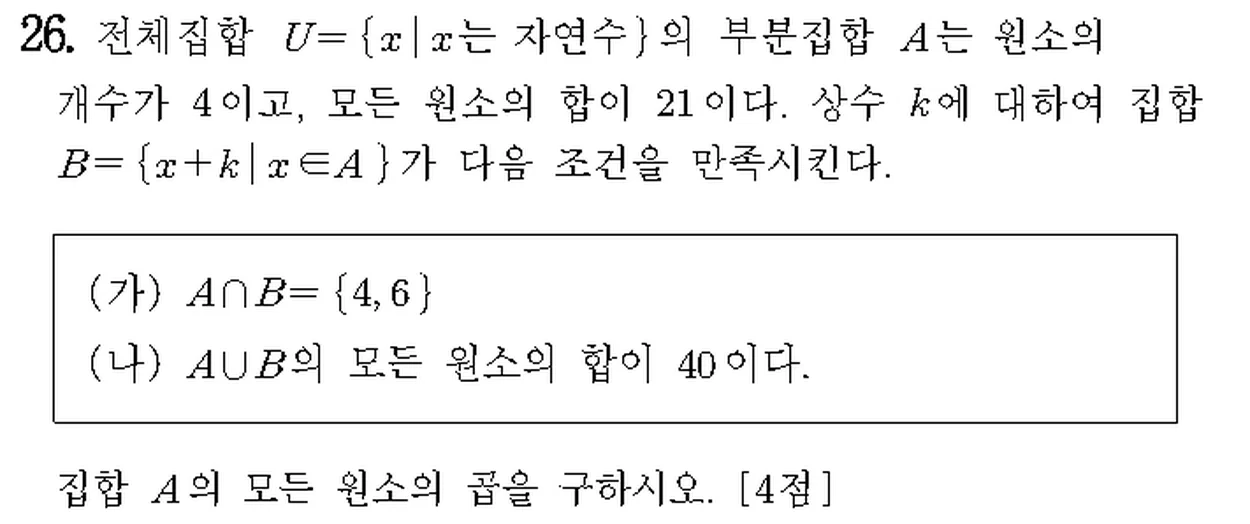 26. 전체집합 U={x|x는 자연수}의 부분집합 A는 원소의
개수가 4이고, 모든 원소의 합이 21이다. 상수 k에 대하여 집합
B={x+k|x∈A}가 다음 조건을 만족시킨다.
(가) A∩B={4, 6}
(나) A∪B의 모든 원소의 합이 40이다.
집합 A의 모든 원소의 곱을 구하시오. [4점]